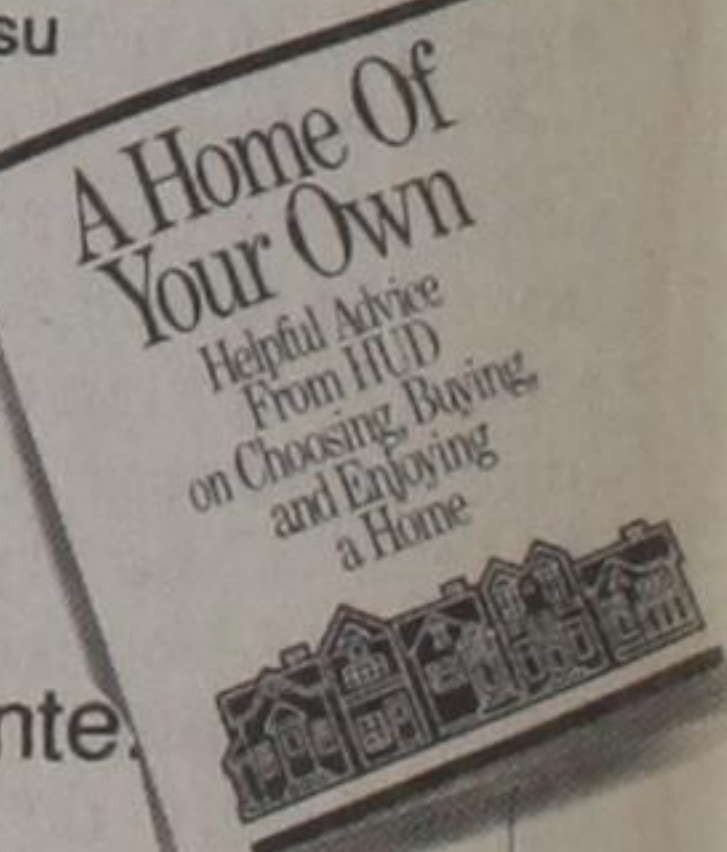 su
A Home Of
Your Own
Helpful Advice
From HUD
on Choosing, Buying,
and Enjoying
a Home
nte.